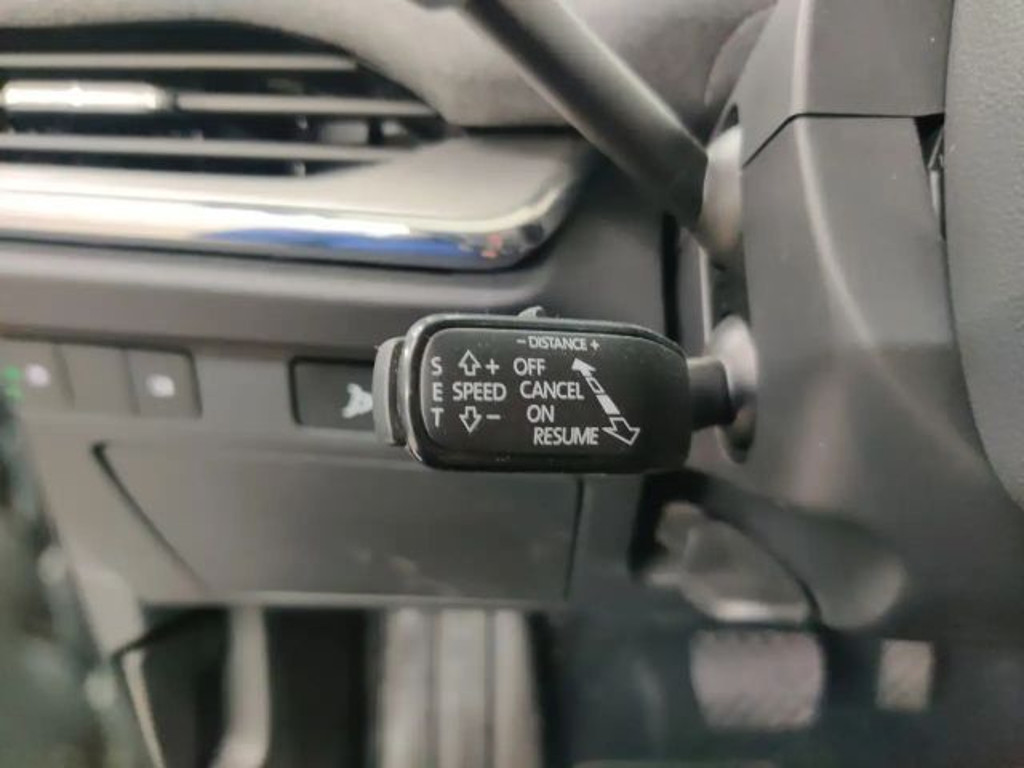 - DISTANCE +
S ⇧ + OFF
E SPEED CANCEL
T ⇩ - ON
RESUME